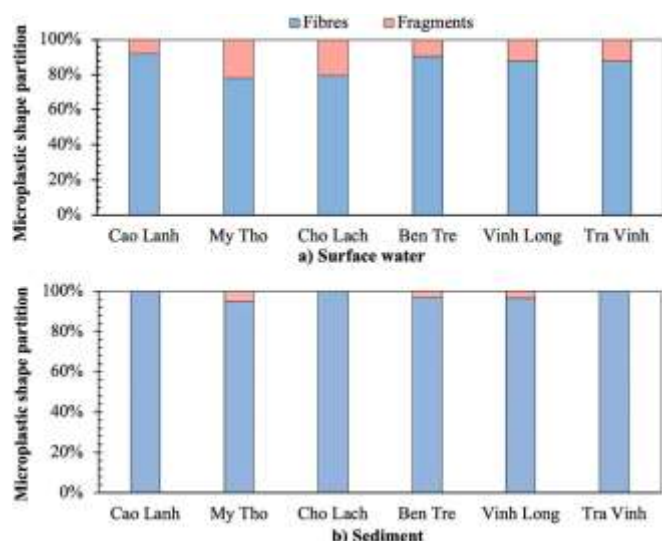 Fibres Fragments
Microplastic shape partition
100%
80%
60%
40%
20%
0%
Cao Lanh My Tho Cho Lach Ben Tre Vinh Long Tra Vinh
a) Surface water
Microplastic shape partition
100%
80%
60%
40%
20%
0%
Cao Lanh My Tho Cho Lach Ben Tre Vinh Long Tra Vinh
b) Sediment